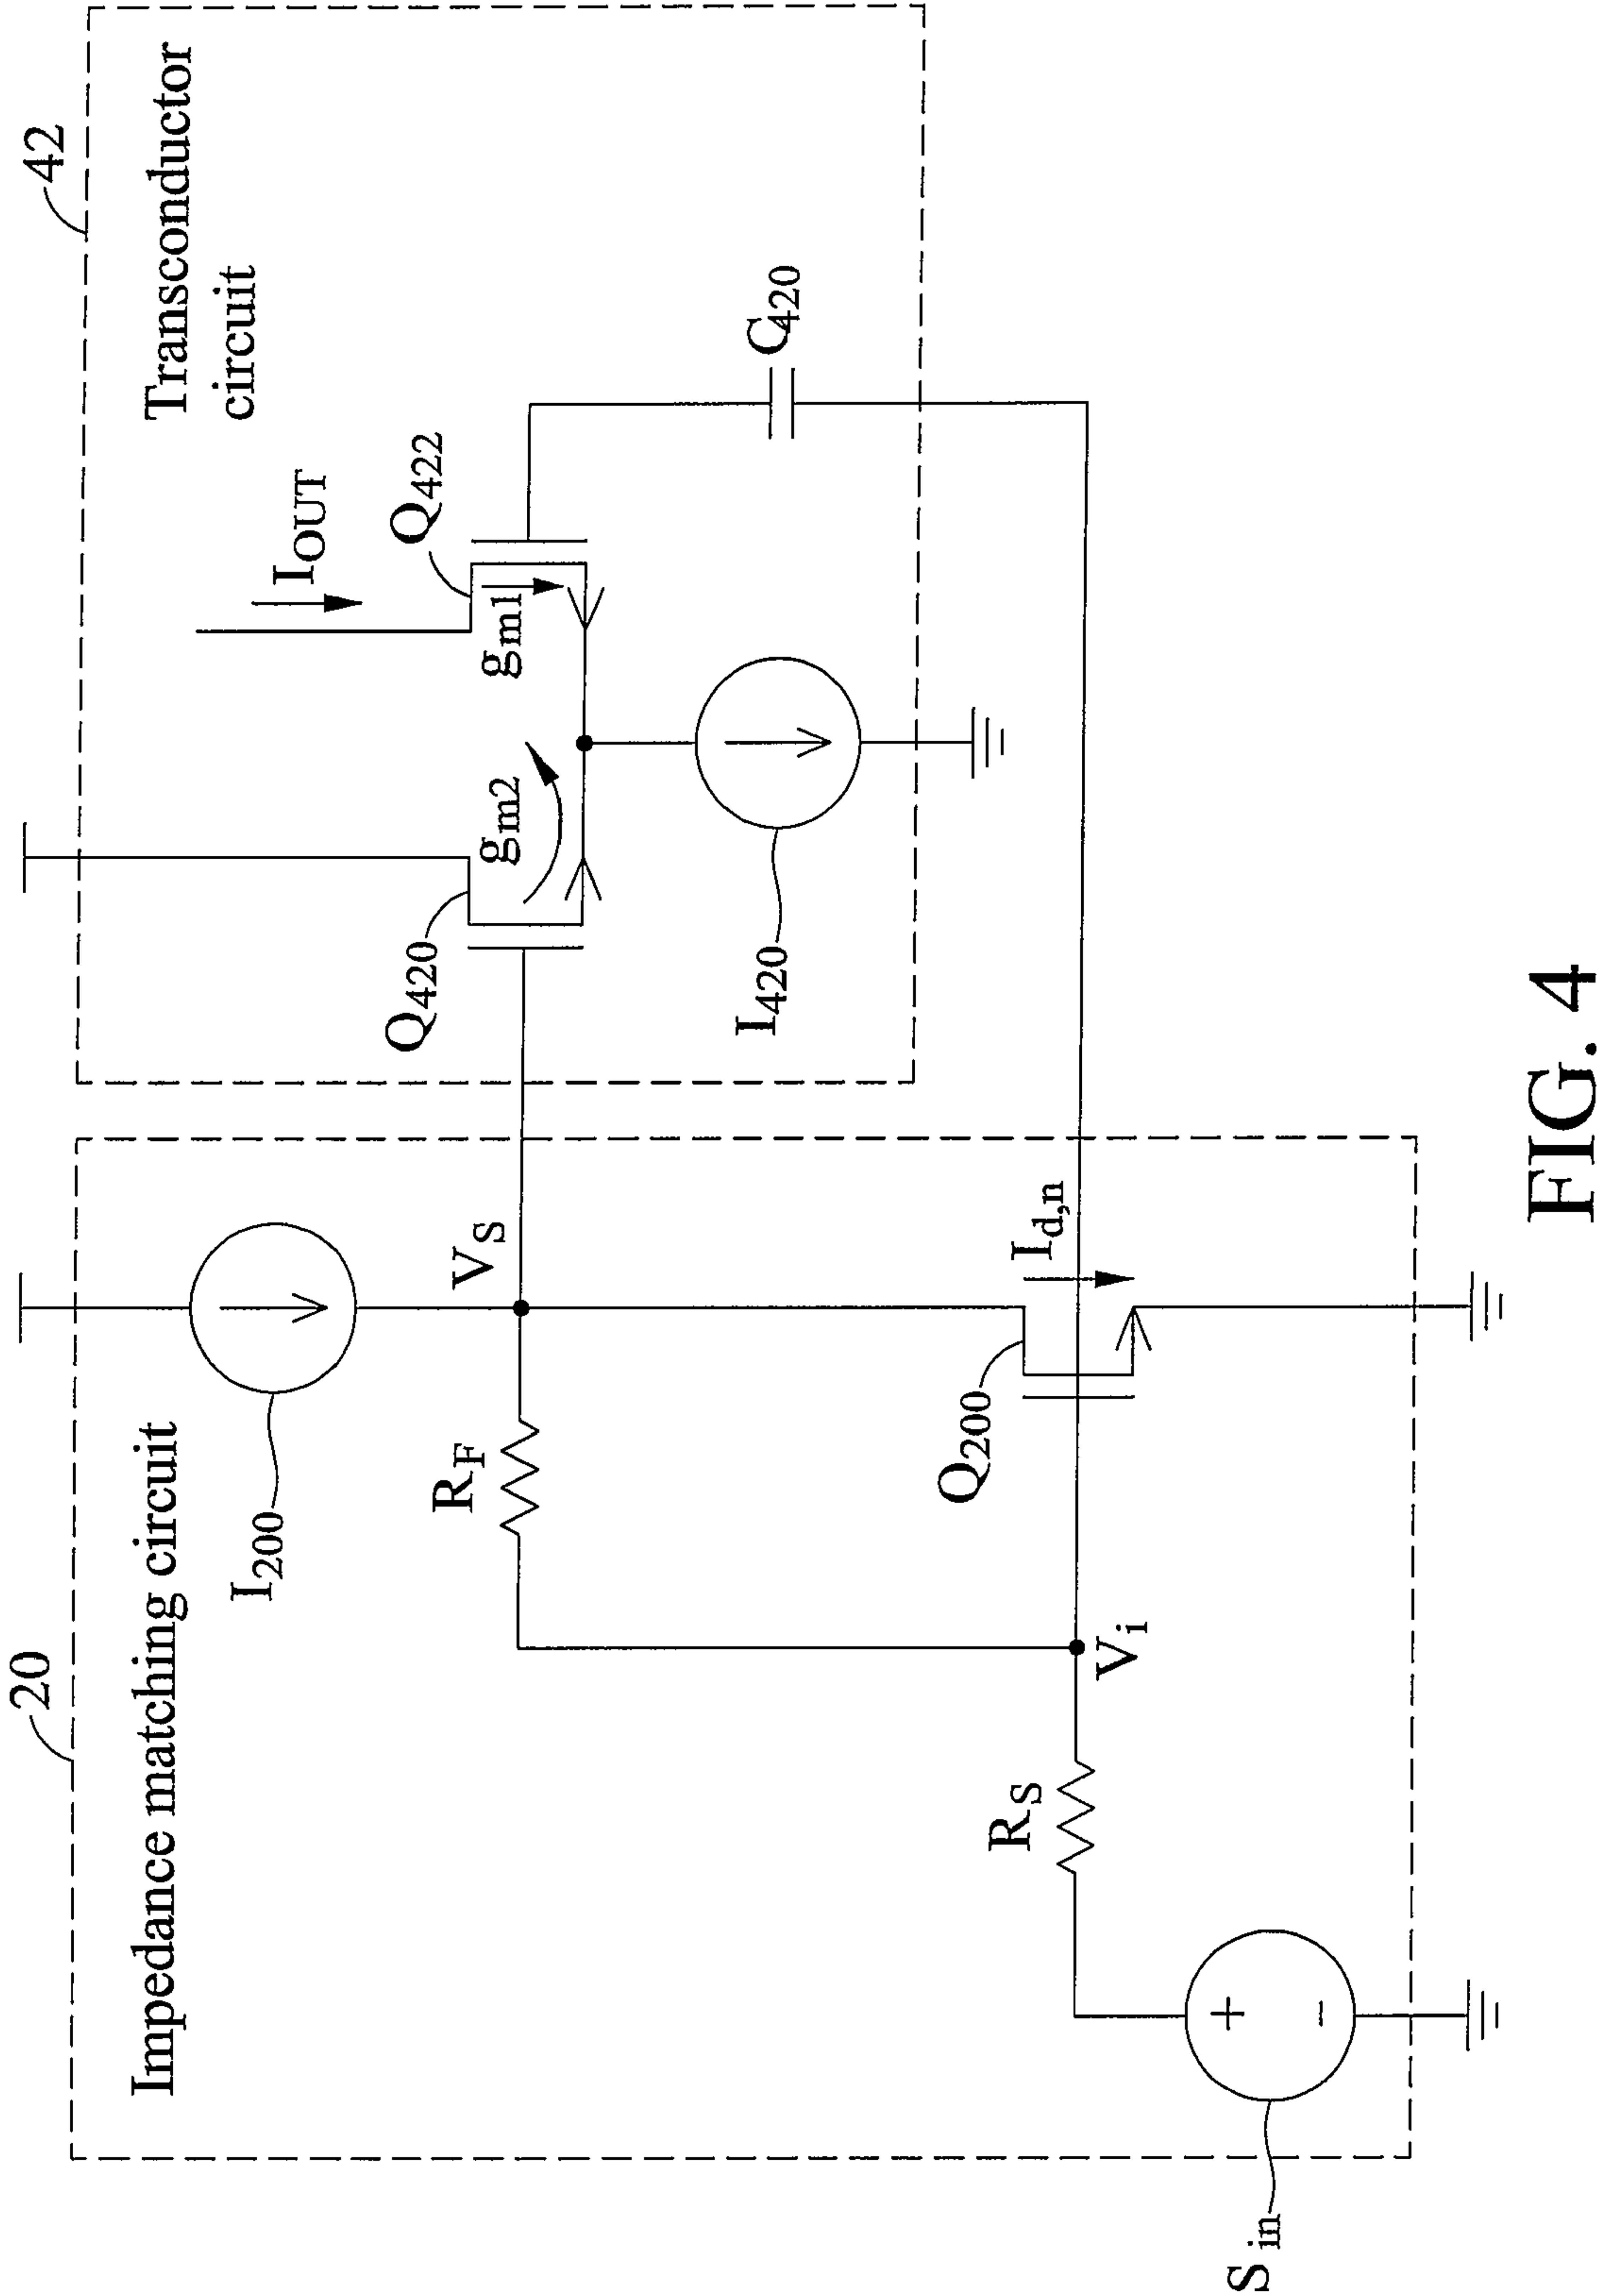 20
42
Impedance matching circuit
Transconductor
circuit
I200
IOUT
VS
RF
Q420
gm2
gm1
Q422
Q200
Id,n
I420
C420
RS
Vi
+
-
Sin
FIG. 4